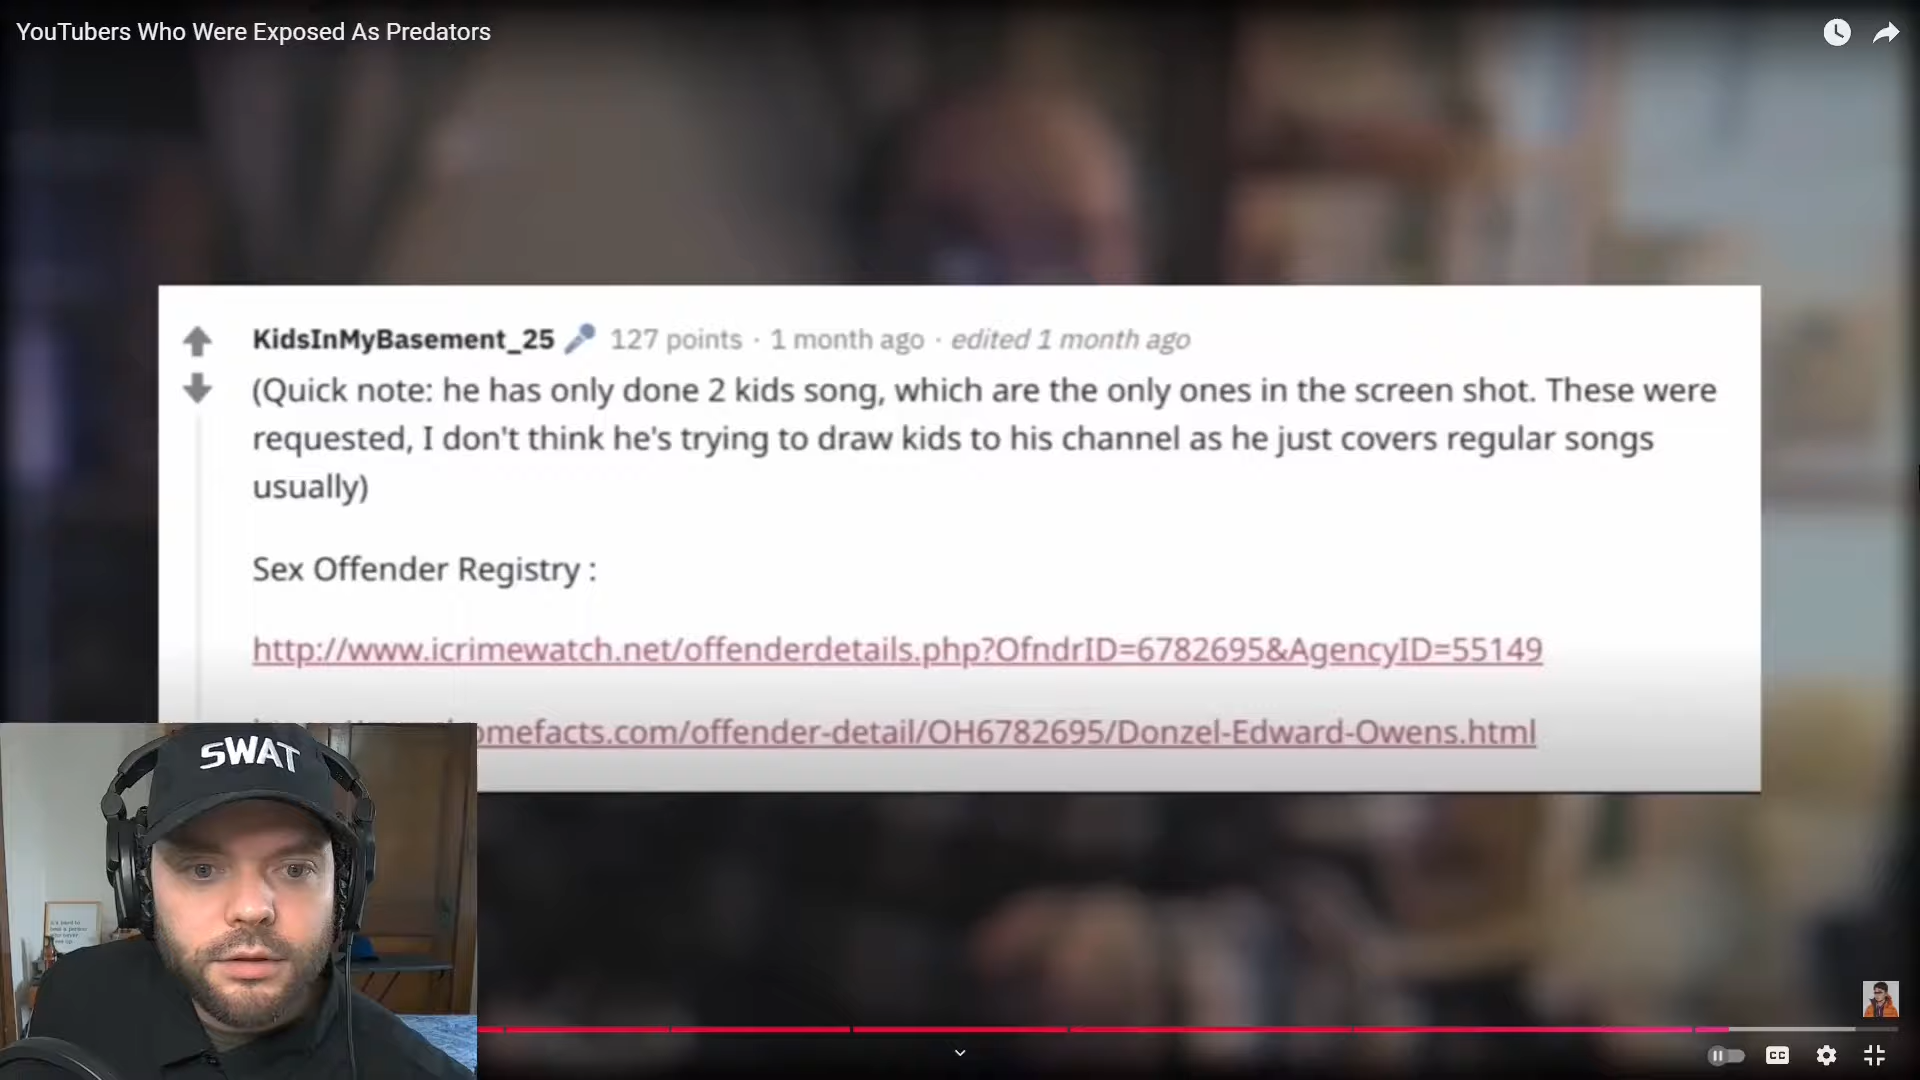 YouTubers Who Were Exposed As Predators
KidsInMyBasement_25 127 points · 1 month ago · edited 1 month ago
(Quick note: he has only done 2 kids song, which are the only ones in the screen shot. These were
requested, I don't think he's trying to draw kids to his channel as he just covers regular songs
usually)
Sex Offender Registry :
http://www.icrimewatch.net/offenderdetails.php?OfndrID=6782695&AgencyID=55149
omefacts.com/offender-detail/OH6782695/Donzel-Edward-Owens.html
SWAT
CC